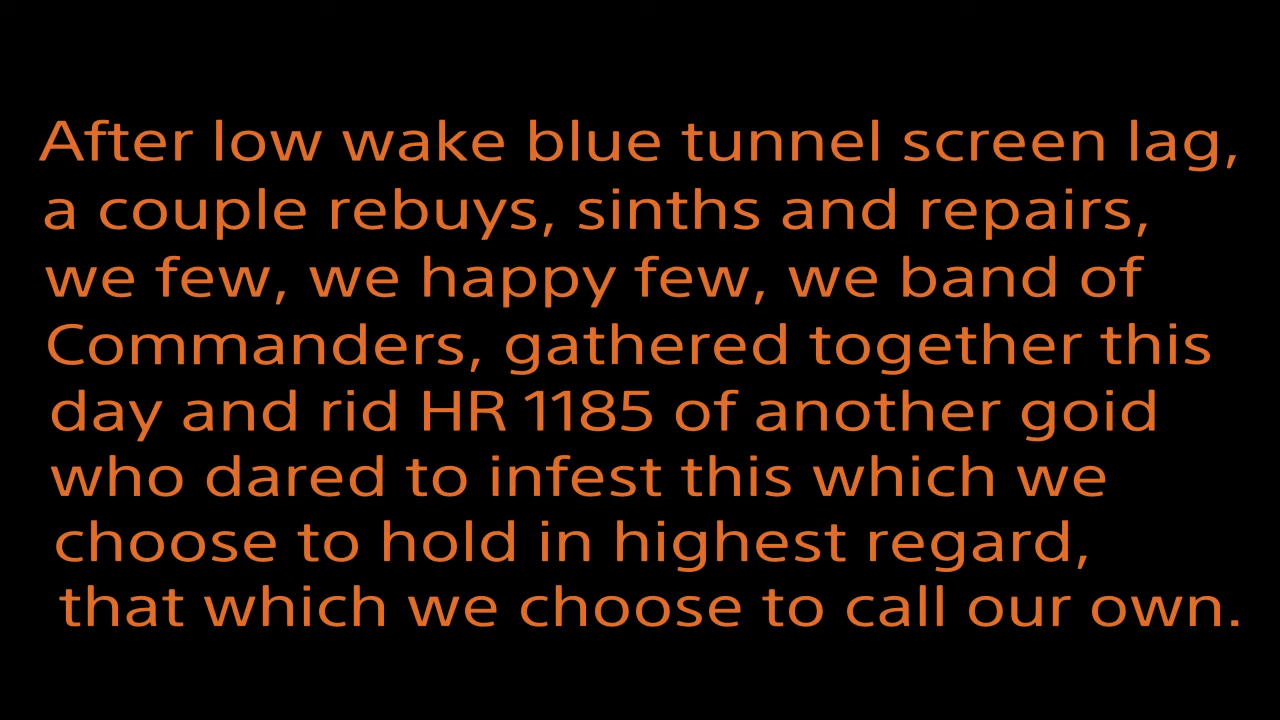 After low wake blue tunnel screen lag,
a couple rebuys, sinths and repairs,
we few, we happy few, we band of
Commanders, gathered together this
day and rid HR 1185 of another goid
who dared to infest this which we
choose to hold in highest regard,
that which we choose to call our own.